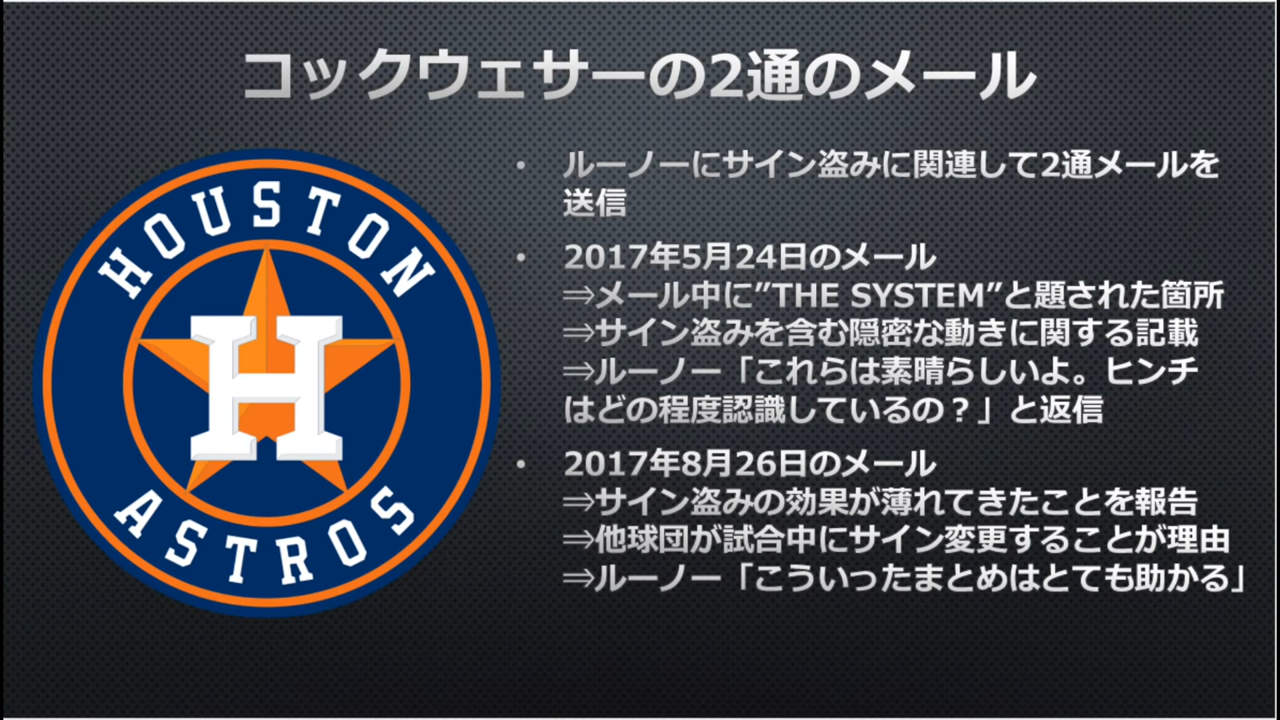 コックウェサーの2通のメール
HOUSTON
H
ASTROS
• ルーノーにサイン盗みに関連して2通メールを
送信
• 2017年5月24日のメール
⇒メール中に”THE SYSTEM”と題された箇所
⇒サイン盗みを含む隠密な動きに関する記載
⇒ルーノー「これらは素晴らしいよ。ヒンチ
はどの程度認識しているの？」と返信
• 2017年8月26日のメール
⇒サイン盗みの効果が薄れてきたことを報告
⇒他球団が試合中にサイン変更することが理由
⇒ルーノー「こういったまとめはとても助かる」